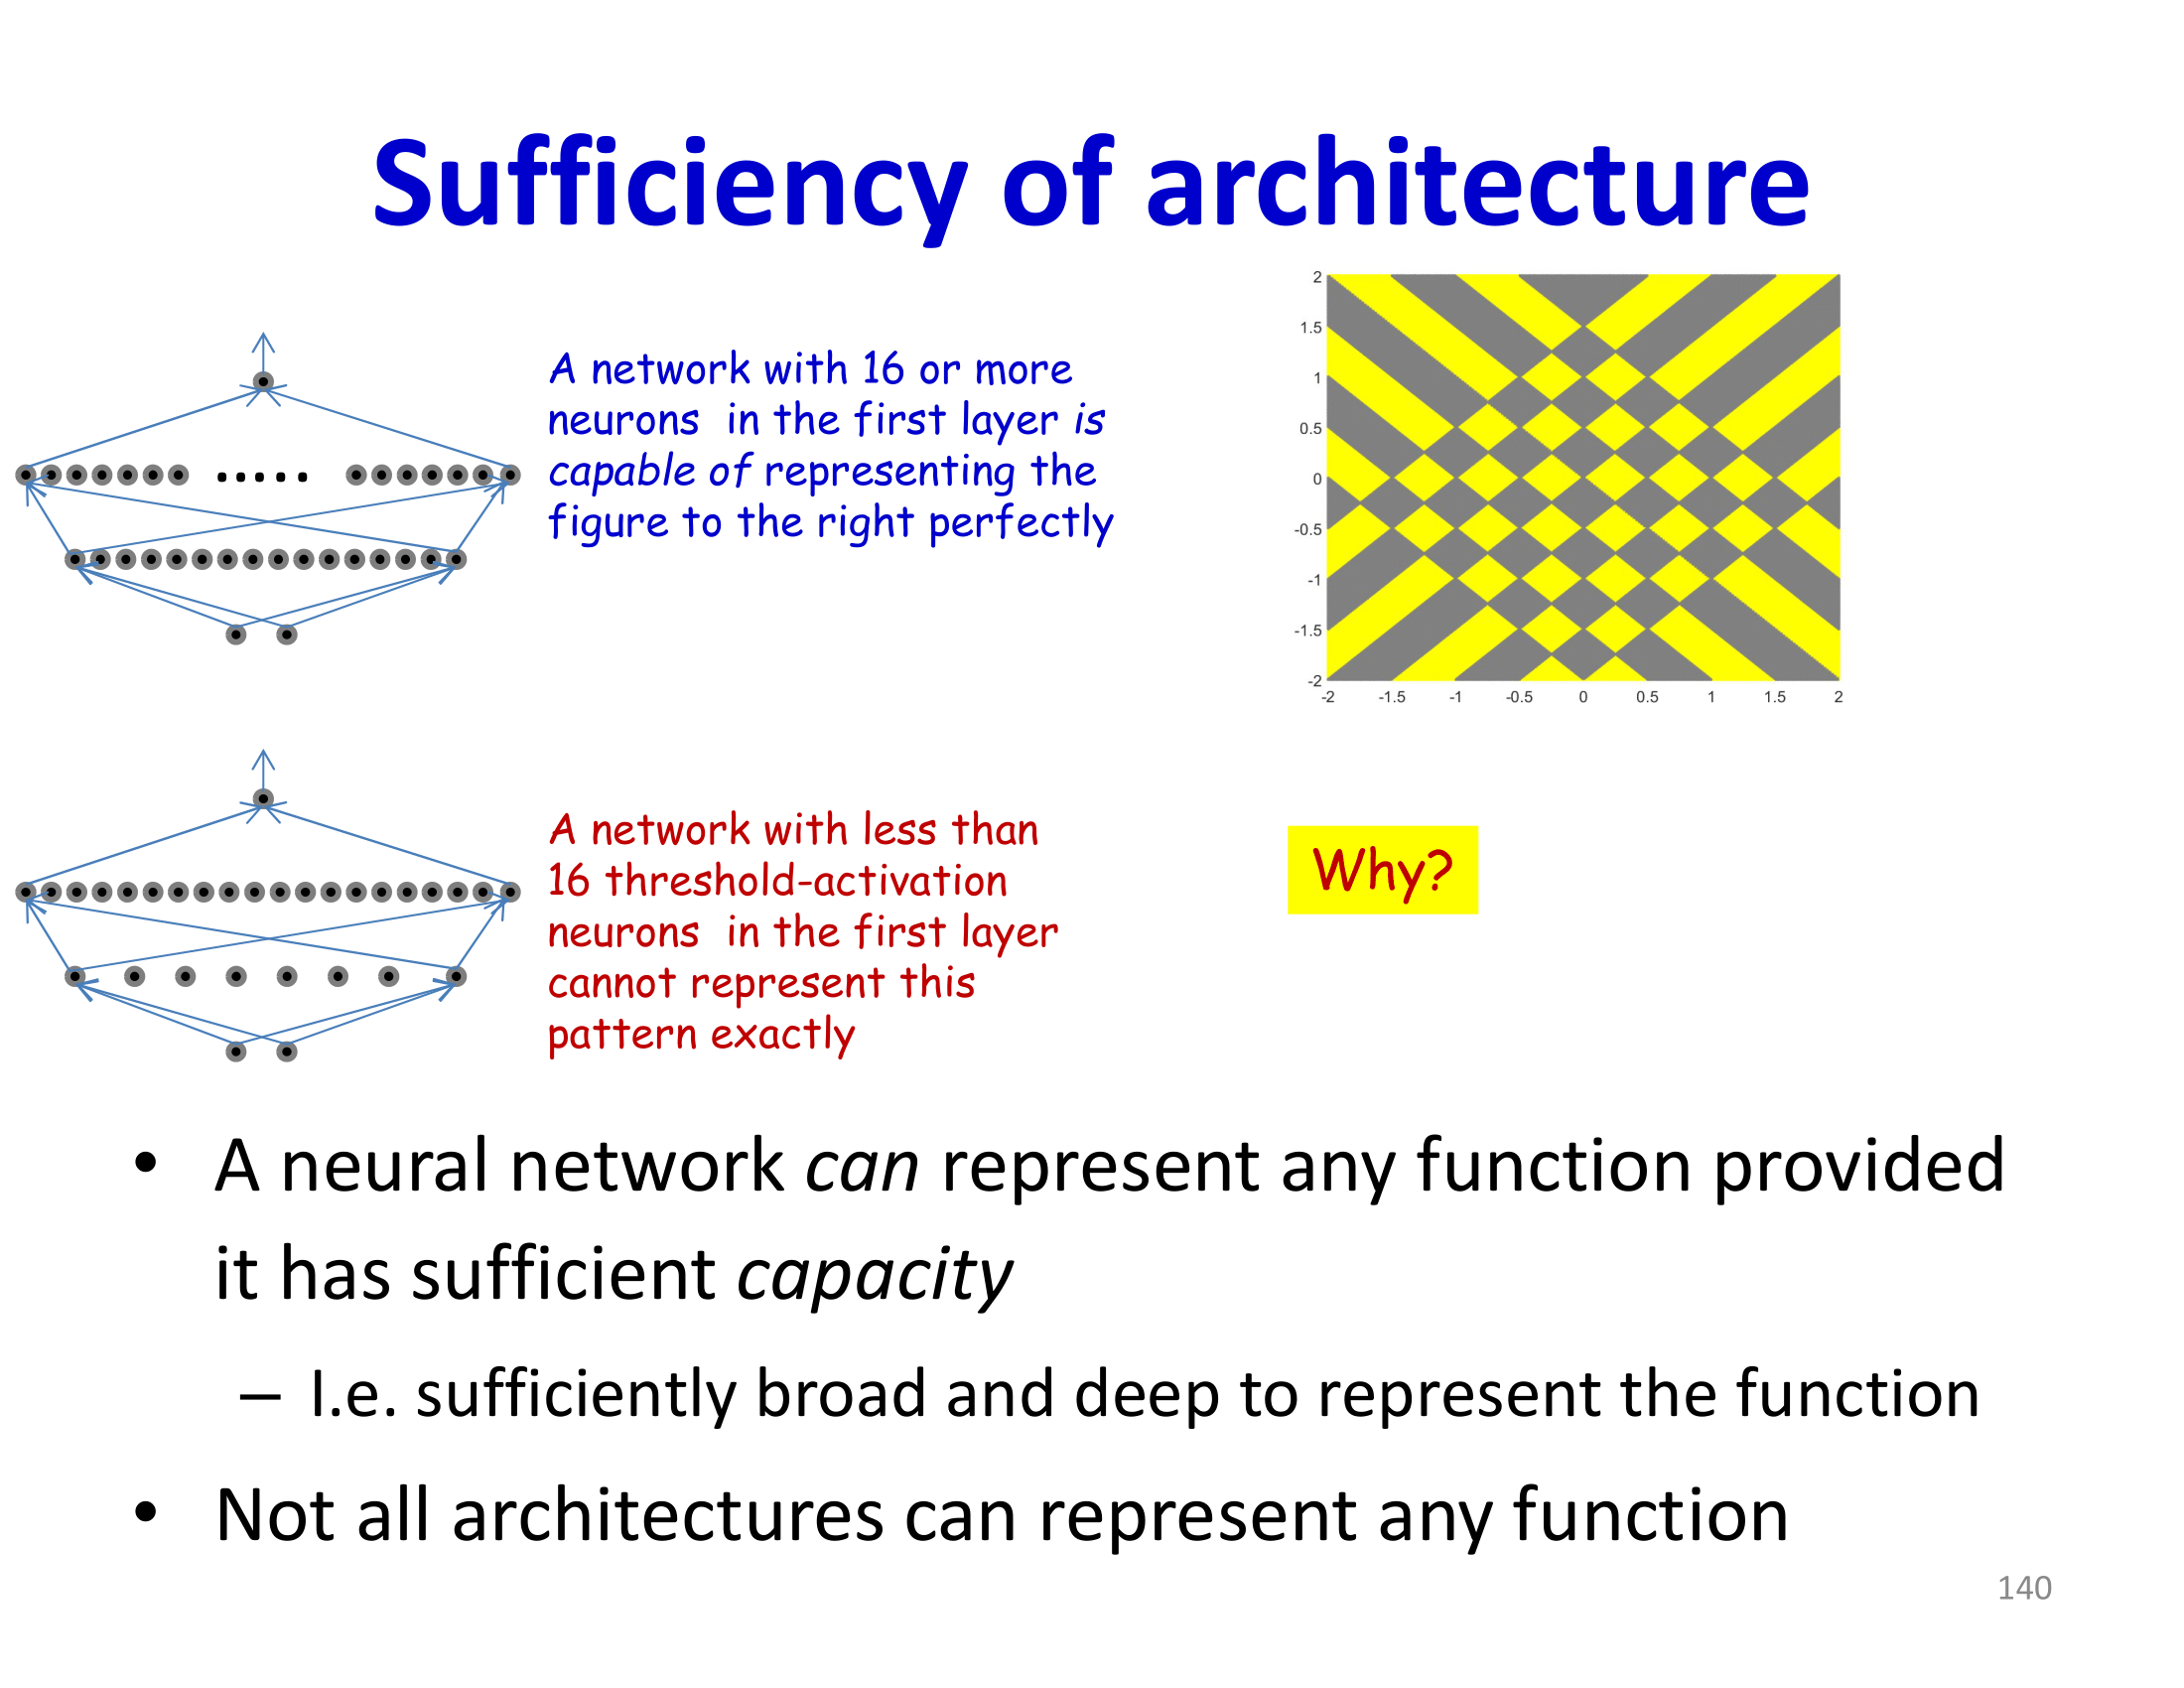 Sufficiency of architecture
A network with 16 or more
neurons in the first layer is
capable of representing the
figure to the right perfectly
2
1.5
1
0.5
0
-0.5
-1
-1.5
-2
-2 -1.5 -1 -0.5 0 0.5 1 1.5 2
A network with less than
16 threshold-activation
neurons in the first layer
cannot represent this
pattern exactly
Why?
• A neural network can represent any function provided
it has sufficient capacity
– I.e. sufficiently broad and deep to represent the function
• Not all architectures can represent any function
140